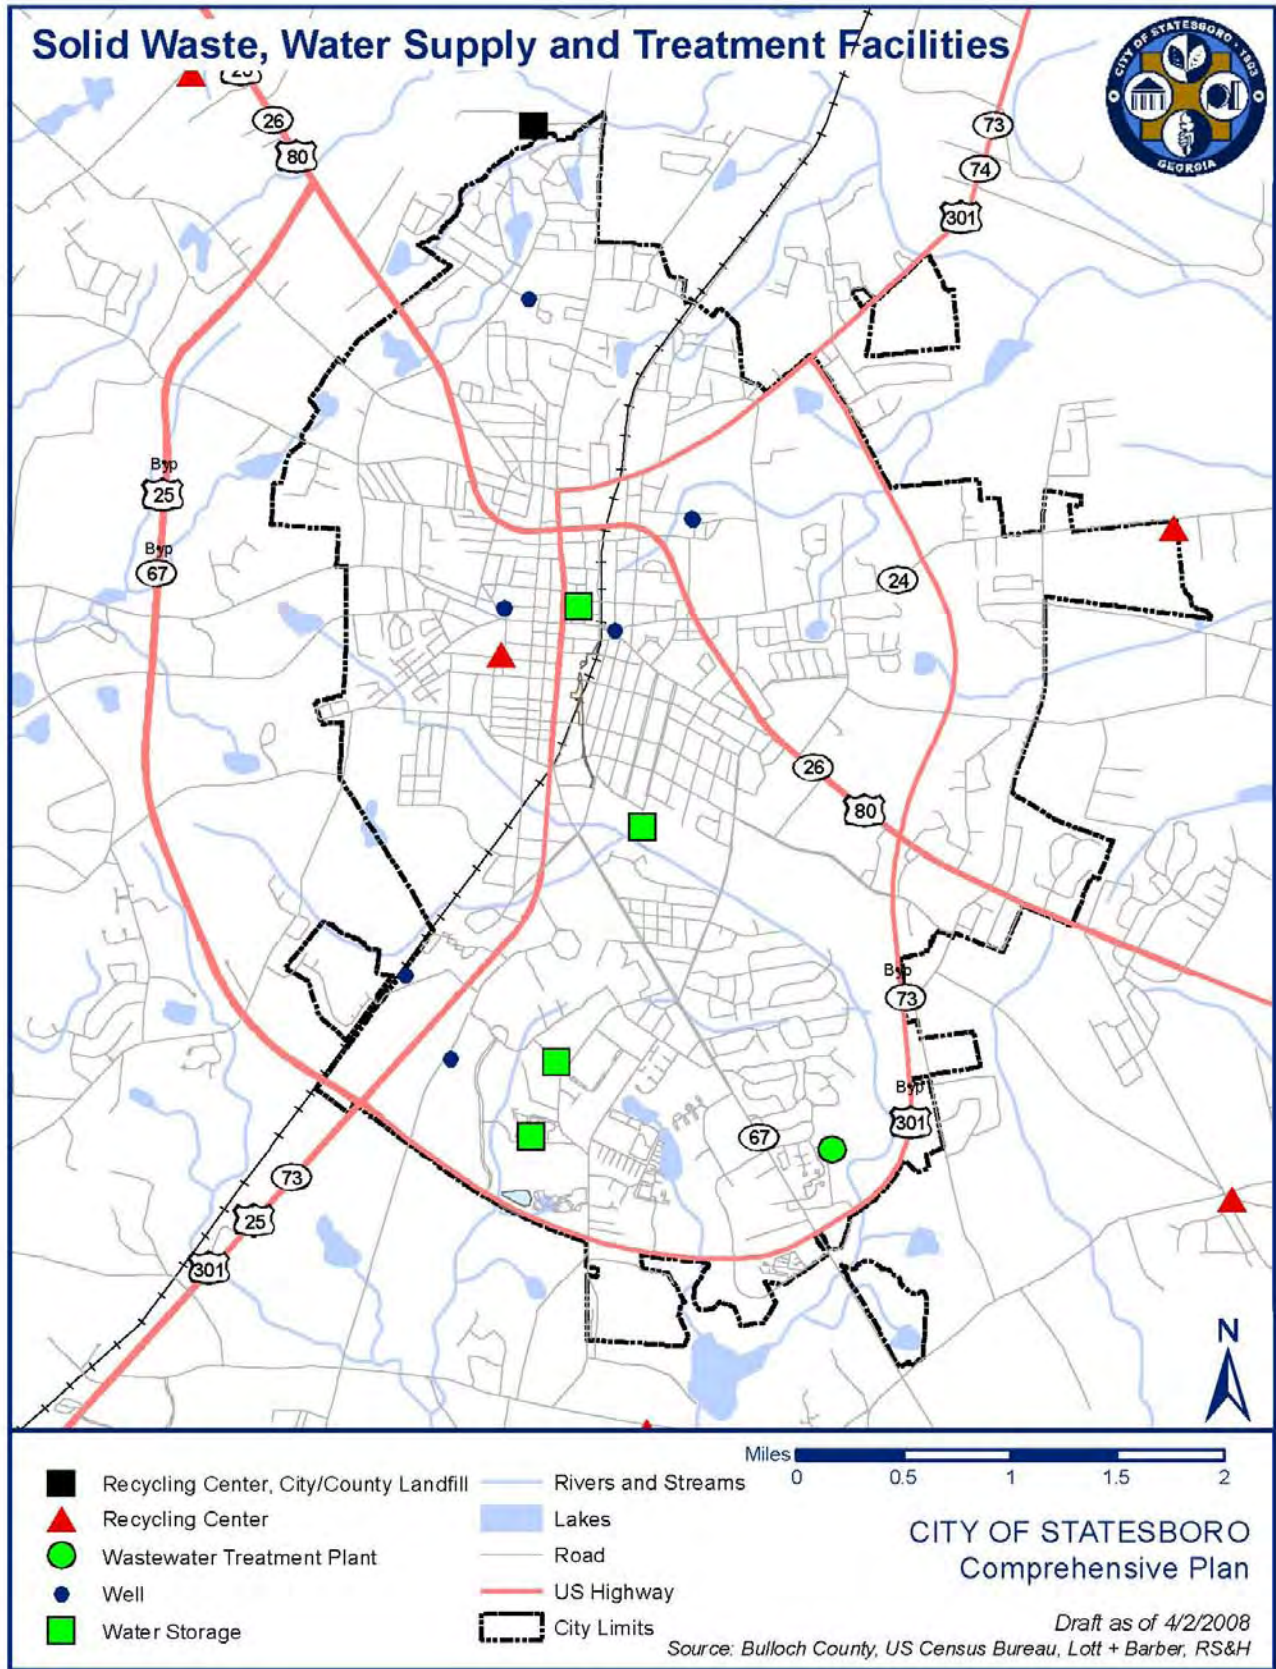 Solid Waste, Water Supply and Treatment Facilities
CITY OF STATESBORO · 1803
GEORGIA
26
80
73
74
301
Byp
25
Byp
67
24
26
80
Byp
73
Byp
301
67
73
25
301
N
Recycling Center, City/County Landfill
Recycling Center
Wastewater Treatment Plant
Well
Water Storage
Rivers and Streams
Lakes
Road
US Highway
City Limits
Miles
0 0.5 1 1.5 2
CITY OF STATESBORO
Comprehensive Plan
Draft as of 4/2/2008
Source: Bulloch County, US Census Bureau, Lott + Barber, RS&H